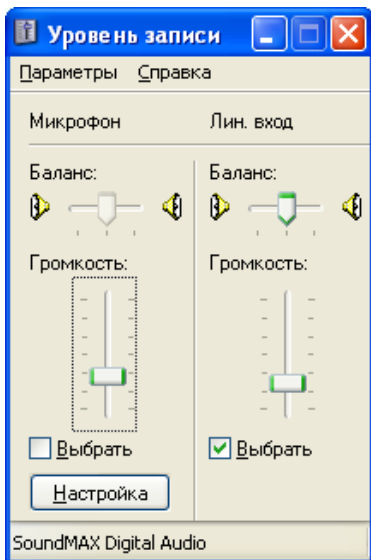 Уровень записи
Параметры Справка
Микрофон Лин. вход
Баланс: Баланс:
Громкость: Громкость:
Выбрать Выбрать
Настройка
SoundMAX Digital Audio